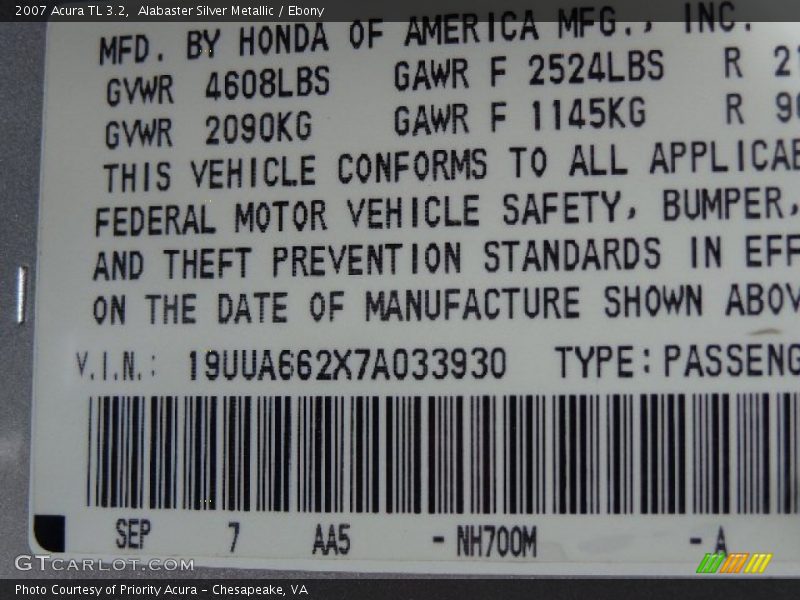 2007 Acura TL 3.2,  Alabaster Silver Metallic / Ebony
MFD. BY HONDA OF AMERICA MFG., INC.
GVWR 4608LBS GAWR F 2524LBS R
GVWR 2090KG GAWR F 1145KG R
THIS VEHICLE CONFORMS TO ALL
FEDERAL MOTOR VEHICLE SAFETY, BUMPER,
AND THEFT PREVENTION STANDARDS IN
ON THE DATE OF MANUFACTURE SHOWN
V.I.N.: 19UUA662X7A033930 TYPE:
SEP 7 AA5 - NH700M - A
GTCARLOT.COM
Photo Courtesy of Priority Acura – Chesapeake, VA